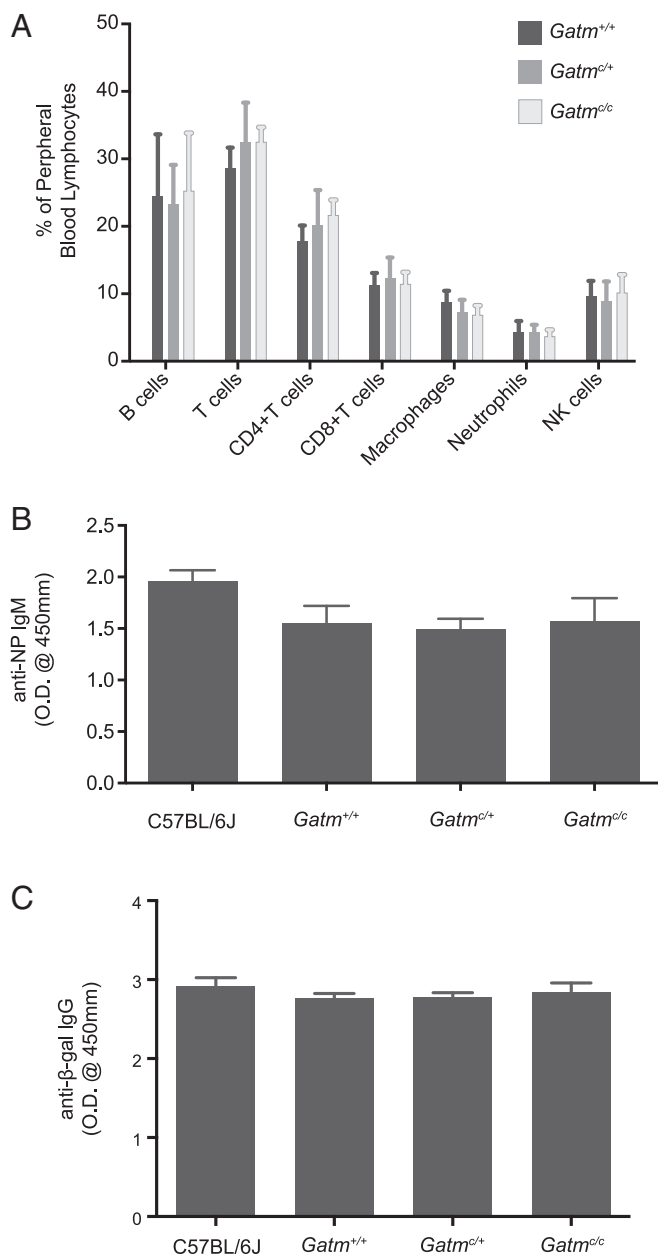 A
% of Perpheral
Blood Lymphocytes
50
40
30
20
10
0
Gatm+/+
Gatmc/+
Gatmc/c
B cells
T cells
CD4+T cells
CD8+T cells
Macrophages
Neutrophils
NK cells
B
anti-NP IgM
(O.D. @ 450mm)
2.5
2.0
1.5
1.0
0.5
0.0
C57BL/6J
Gatm+/+
Gatmc/+
Gatmc/c
C
anti-β-gal IgG
(O.D. @ 450mm)
4
3
2
1
0
C57BL/6J
Gatm+/+
Gatmc/+
Gatmc/c